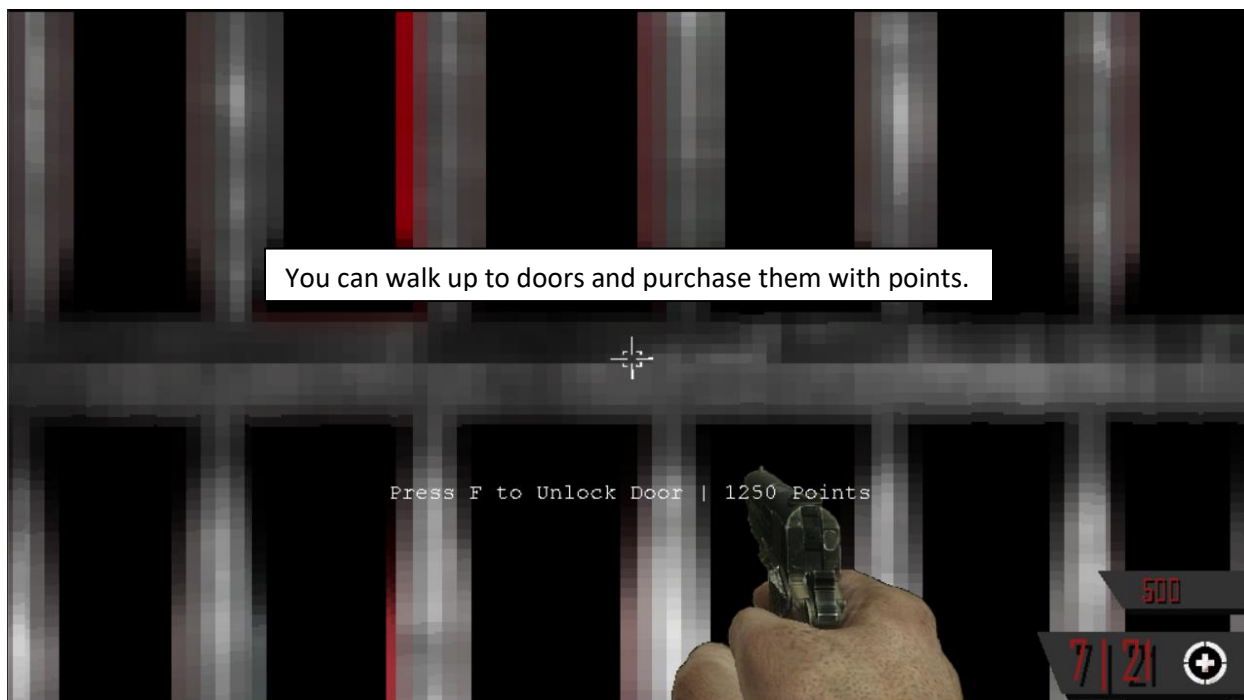 You can walk up to doors and purchase them with points.
Press F to Unlock Door | 1250 Points
500
7|21